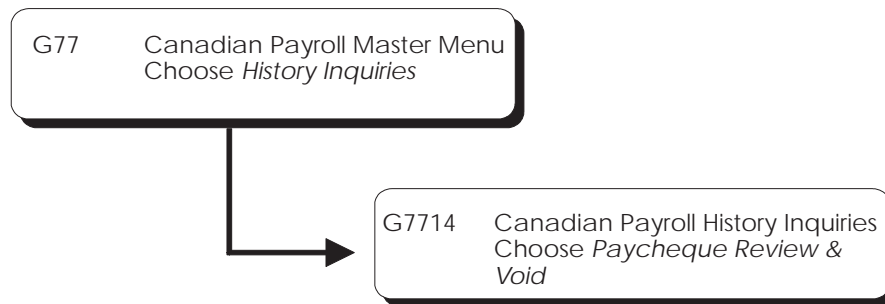 G77 Canadian Payroll Master Menu
Choose History Inquiries
G7714 Canadian Payroll History Inquiries
Choose Paycheque Review &
Void